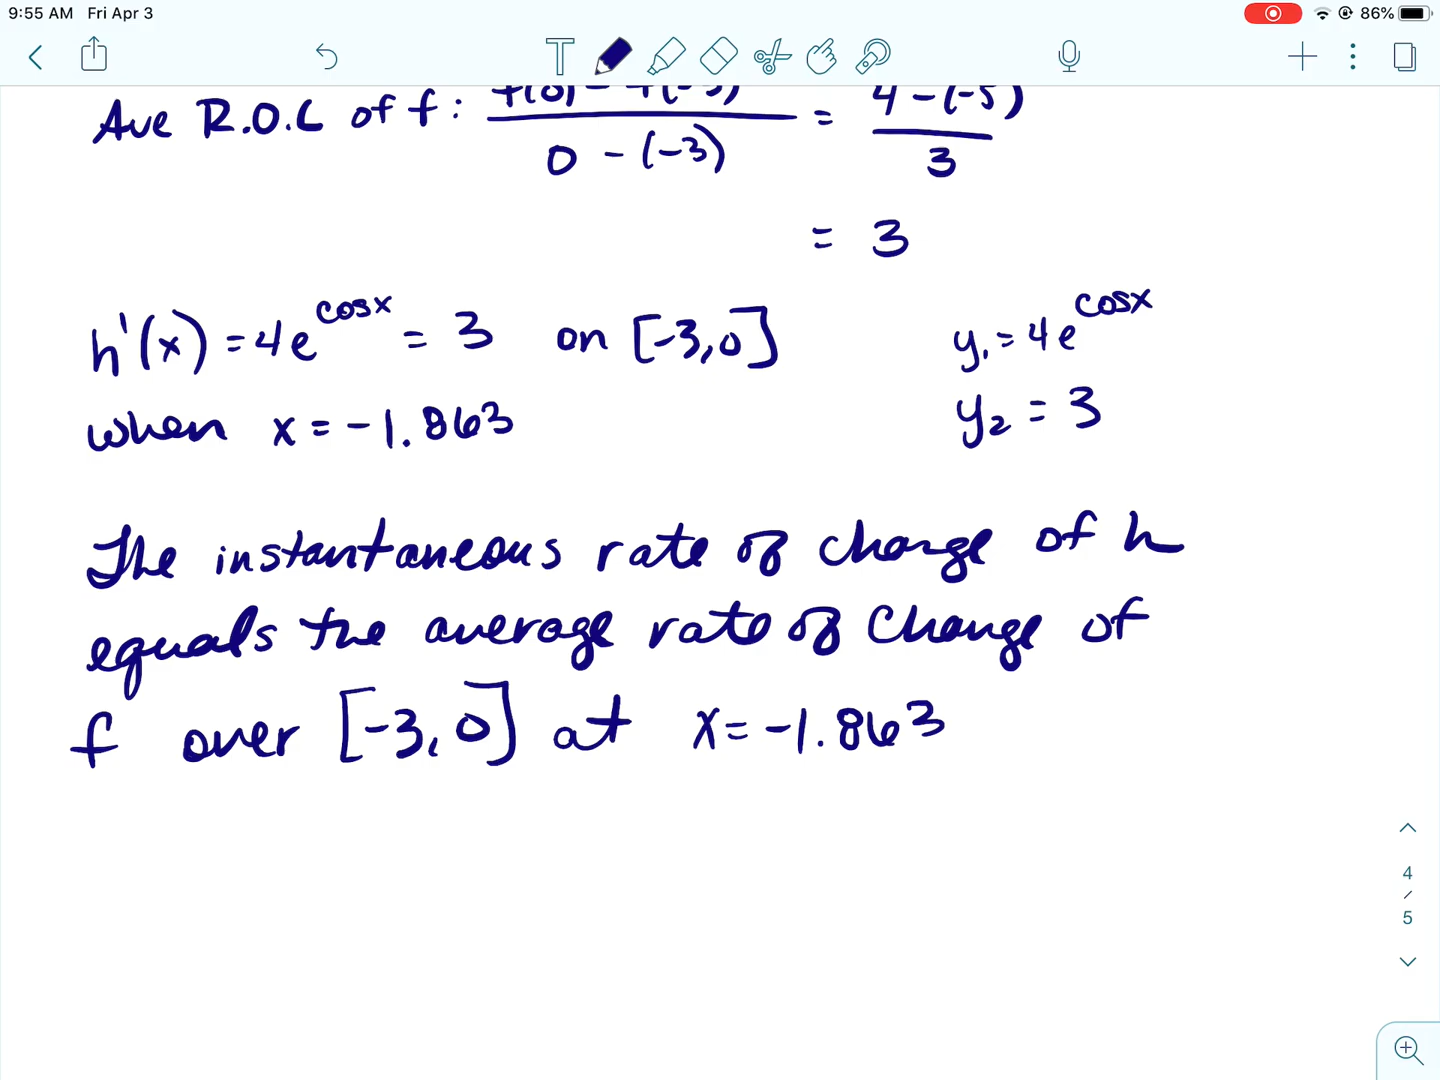 9:55 AM Fri Apr 3
86%
Ave R.O.C of f: f(0) - f(-3) / 0 - (-3) = 4 - (-5) / 3
= 3
h'(x) = 4e^cosx = 3 on [-3,0]
y₁ = 4e^cosx
when x = -1.863
y₂ = 3
The instantaneous rate of change of h
equals the average rate of change of
f over [-3, 0] at x = -1.863
4
/
5